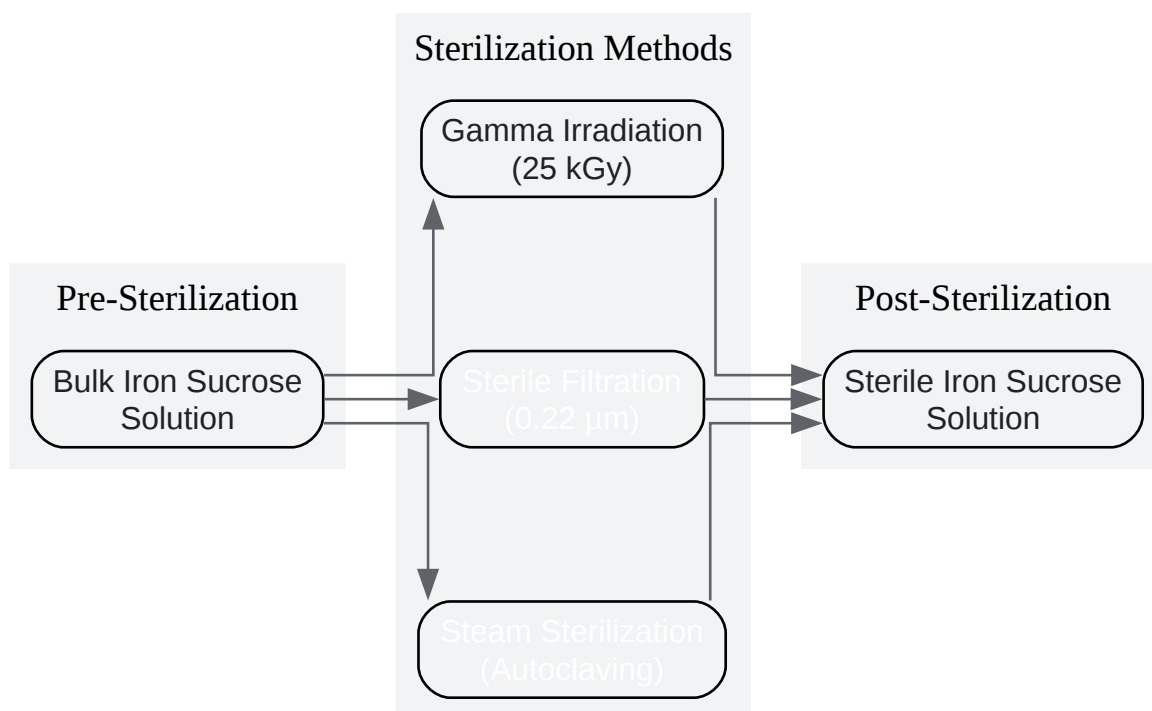 Sterilization Methods
Gamma Irradiation
(25 kGy)
Pre-Sterilization
Bulk Iron Sucrose
Solution
Sterile Filtration
(0.22 µm)
Post-Sterilization
Sterile Iron Sucrose
Solution
Steam Sterilization
(Autoclaving)